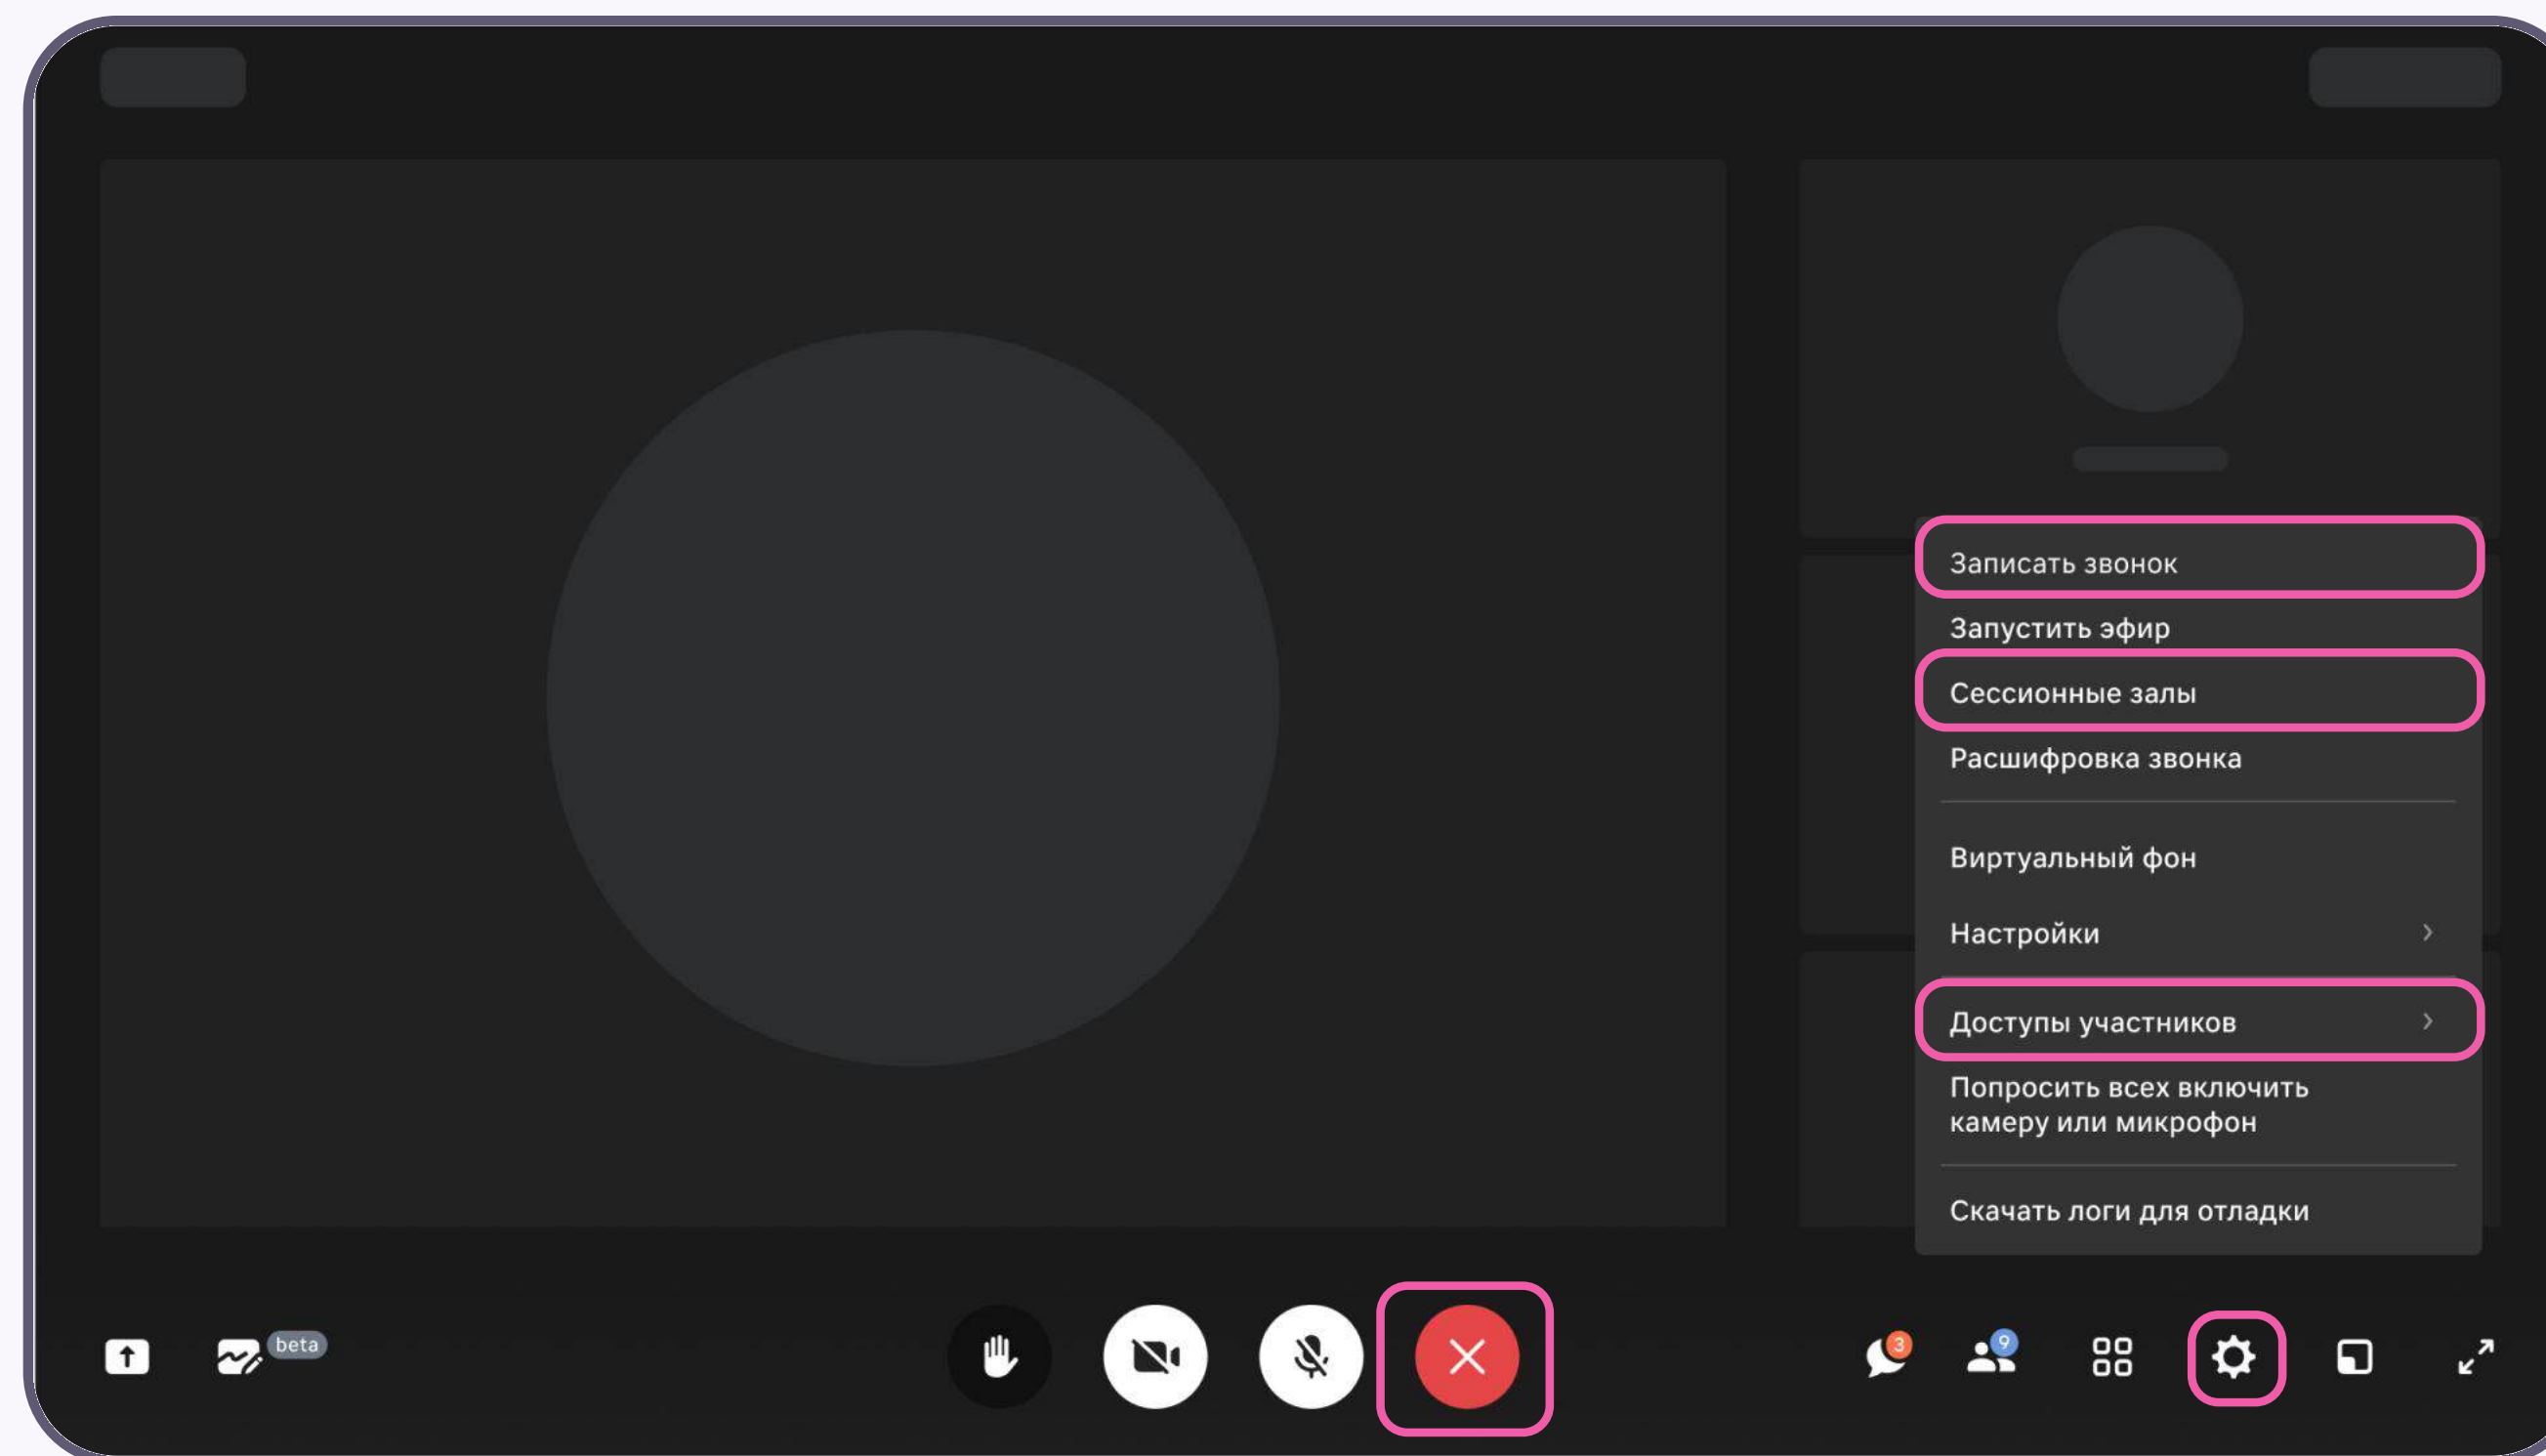 Записать звонок
Запустить эфир
Сессионные залы
Расшифровка звонка
Виртуальный фон
Настройки
Доступы участников
Попросить всех включить
камеру или микрофон
Скачать логи для отладки
beta
3
9